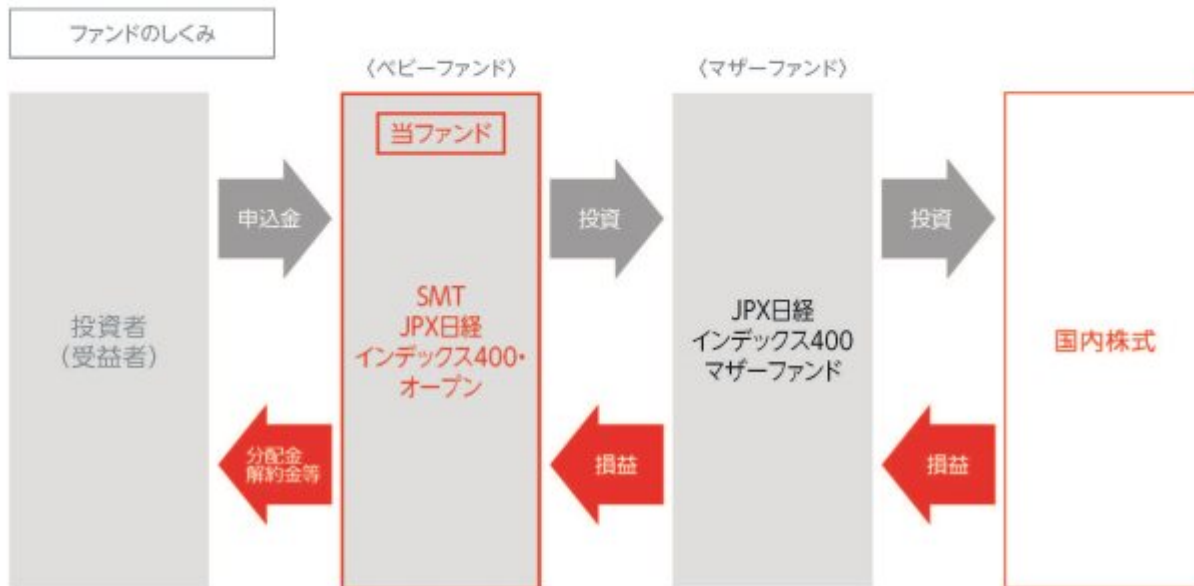 ファンドのしくみ
〈ベビーファンド〉
〈マザーファンド〉
当ファンド
申込金
投資
投資
投資者
(受益者)
SMT
JPX日経
インデックス400・
オープン
JPX日経
インデックス400
マザーファンド
国内株式
分配金
解約金等
損益
損益